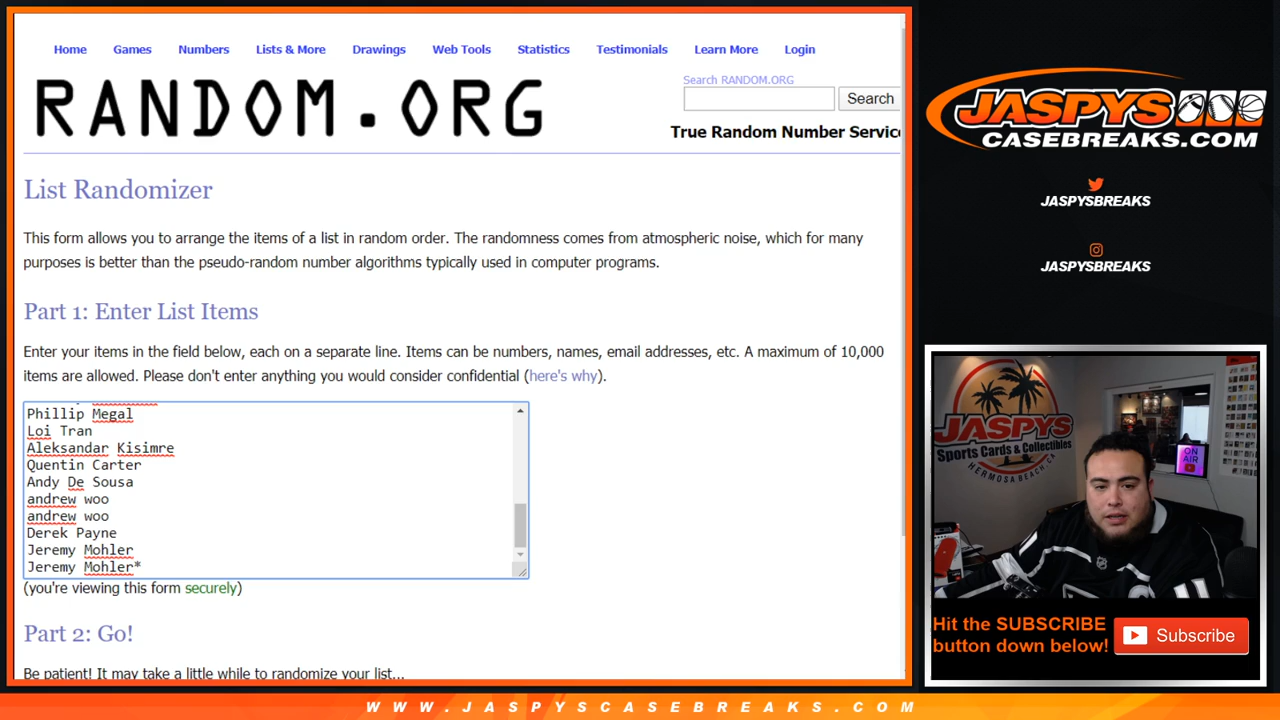 Home Games Numbers Lists & More Drawings Web Tools Statistics Testimonials Learn More Login
RANDOM.ORG
Search RANDOM.ORG
Search
True Random Number Servic
List Randomizer
This form allows you to arrange the items of a list in random order. The randomness comes from atmospheric noise, which for many
purposes is better than the pseudo-random number algorithms typically used in computer programs.
Part 1: Enter List Items
Enter your items in the field below, each on a separate line. Items can be numbers, names, email addresses, etc. A maximum of 10,000
items are allowed. Please don't enter anything you would consider confidential (here's why).
Phillip Megal
Loi Tran
Aleksandar Kisimre
Quentin Carter
Andy De Sousa
andrew woo
andrew woo
Derek Payne
Jeremy Mohler
Jeremy Mohler*
(you're viewing this form securely)
Part 2: Go!
Be patient! It may take a little while to randomize your list...
JASPYS
CASEBREAKS.COM
JASPYSBREAKS
JASPYSBREAKS
JASPYS
Sports Cards & Collectibles
HERMOSA BEACH, CA
ON
AIR
Hit the SUBSCRIBE
button down below!
Subscribe
WWW.JASPYSCASEBREAKS.COM